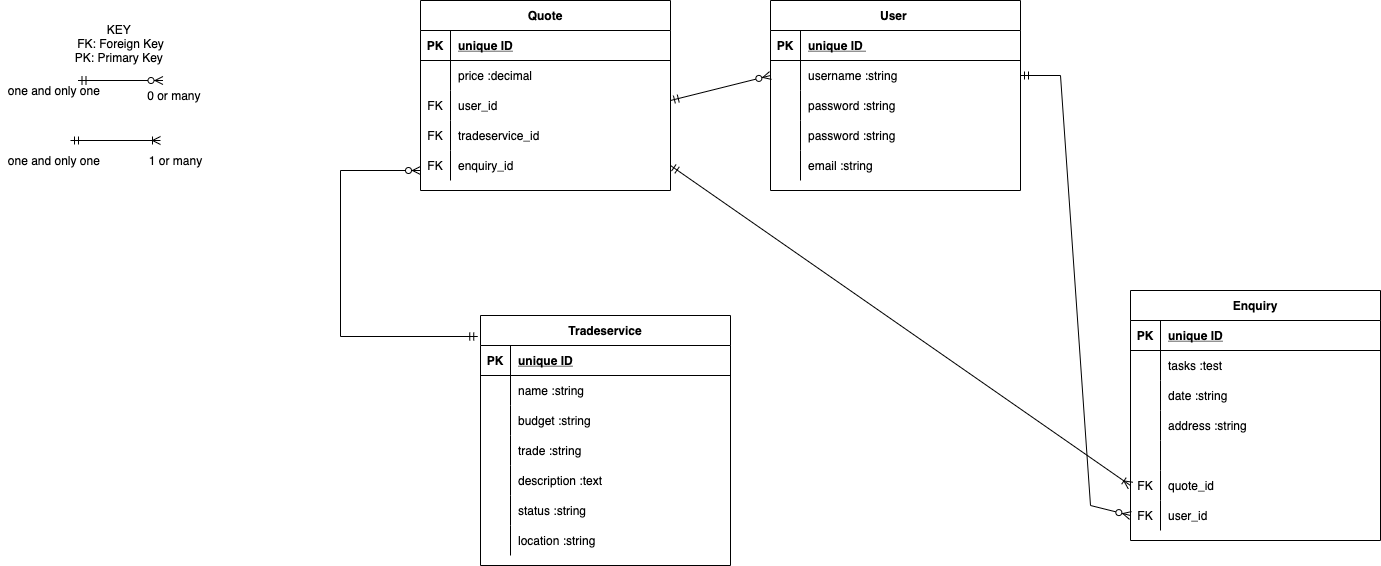 KEY
FK: Foreign Key
PK: Primary Key
one and only one
0 or many
one and only one
1 or many
Quote
PK unique ID
price :decimal
FK user_id
FK tradeservice_id
FK enquiry_id
User
PK unique ID
username :string
password :string
password :string
email :string
Tradeservice
PK unique ID
name :string
budget :string
trade :string
description :text
status :string
location :string
Enquiry
PK unique ID
tasks :test
date :string
address :string
FK quote_id
FK user_id